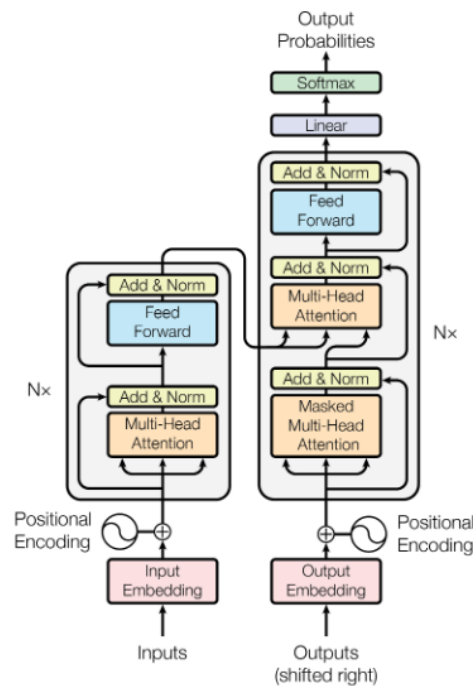 Output
Probabilities
Softmax
Linear
Add & Norm
Feed
Forward
Add & Norm
Multi-Head
Attention
Add & Norm
Masked
Multi-Head
Attention
N×
Add & Norm
Feed
Forward
Add & Norm
Multi-Head
Attention
N×
Positional
Encoding
Positional
Encoding
Input
Embedding
Output
Embedding
Inputs
Outputs
(shifted right)